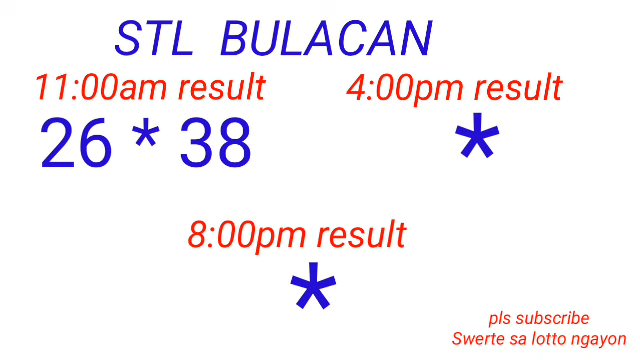 STL BULACAN
11:00am result
26 * 38
4:00pm result
*
8:00pm result
*
pls subscribe
Swerte sa lotto ngayon